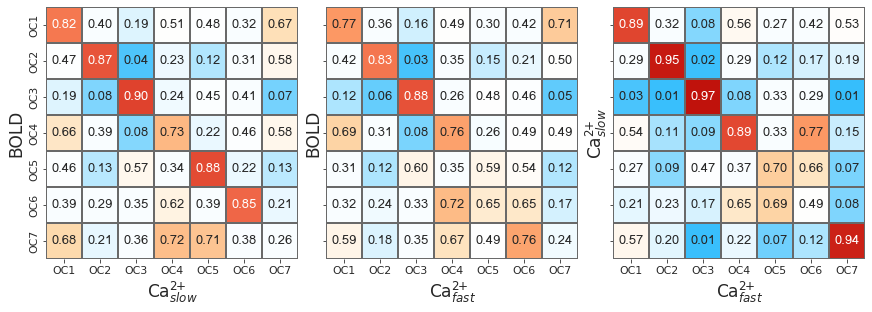 OC1 0.82 0.40 0.19 0.51 0.48 0.32 0.67
OC2 0.47 0.87 0.04 0.23 0.12 0.31 0.58
OC3 0.19 0.08 0.90 0.24 0.45 0.41 0.07
OC4 0.66 0.39 0.08 0.73 0.22 0.46 0.58
OC5 0.46 0.13 0.57 0.34 0.88 0.22 0.13
OC6 0.39 0.29 0.35 0.62 0.39 0.85 0.21
OC7 0.68 0.21 0.36 0.72 0.71 0.38 0.26
BOLD
OC1 OC2 OC3 OC4 OC5 OC6 OC7
Ca²⁺slow
0.77 0.36 0.16 0.49 0.30 0.42 0.71
0.42 0.83 0.03 0.35 0.15 0.21 0.50
0.12 0.06 0.88 0.26 0.48 0.46 0.05
0.69 0.31 0.08 0.76 0.26 0.49 0.49
0.31 0.12 0.60 0.35 0.59 0.54 0.12
0.32 0.24 0.33 0.72 0.65 0.65 0.17
0.59 0.18 0.35 0.67 0.49 0.76 0.24
BOLD
OC1 OC2 OC3 OC4 OC5 OC6 OC7
Ca²⁺fast
0.89 0.32 0.08 0.56 0.27 0.42 0.53
0.29 0.95 0.02 0.29 0.12 0.17 0.19
0.03 0.01 0.97 0.08 0.33 0.29 0.01
0.54 0.11 0.09 0.89 0.33 0.77 0.15
0.27 0.09 0.47 0.37 0.70 0.66 0.07
0.21 0.23 0.17 0.65 0.69 0.49 0.08
0.57 0.20 0.01 0.22 0.07 0.12 0.94
Ca²⁺slow
OC1 OC2 OC3 OC4 OC5 OC6 OC7
Ca²⁺fast